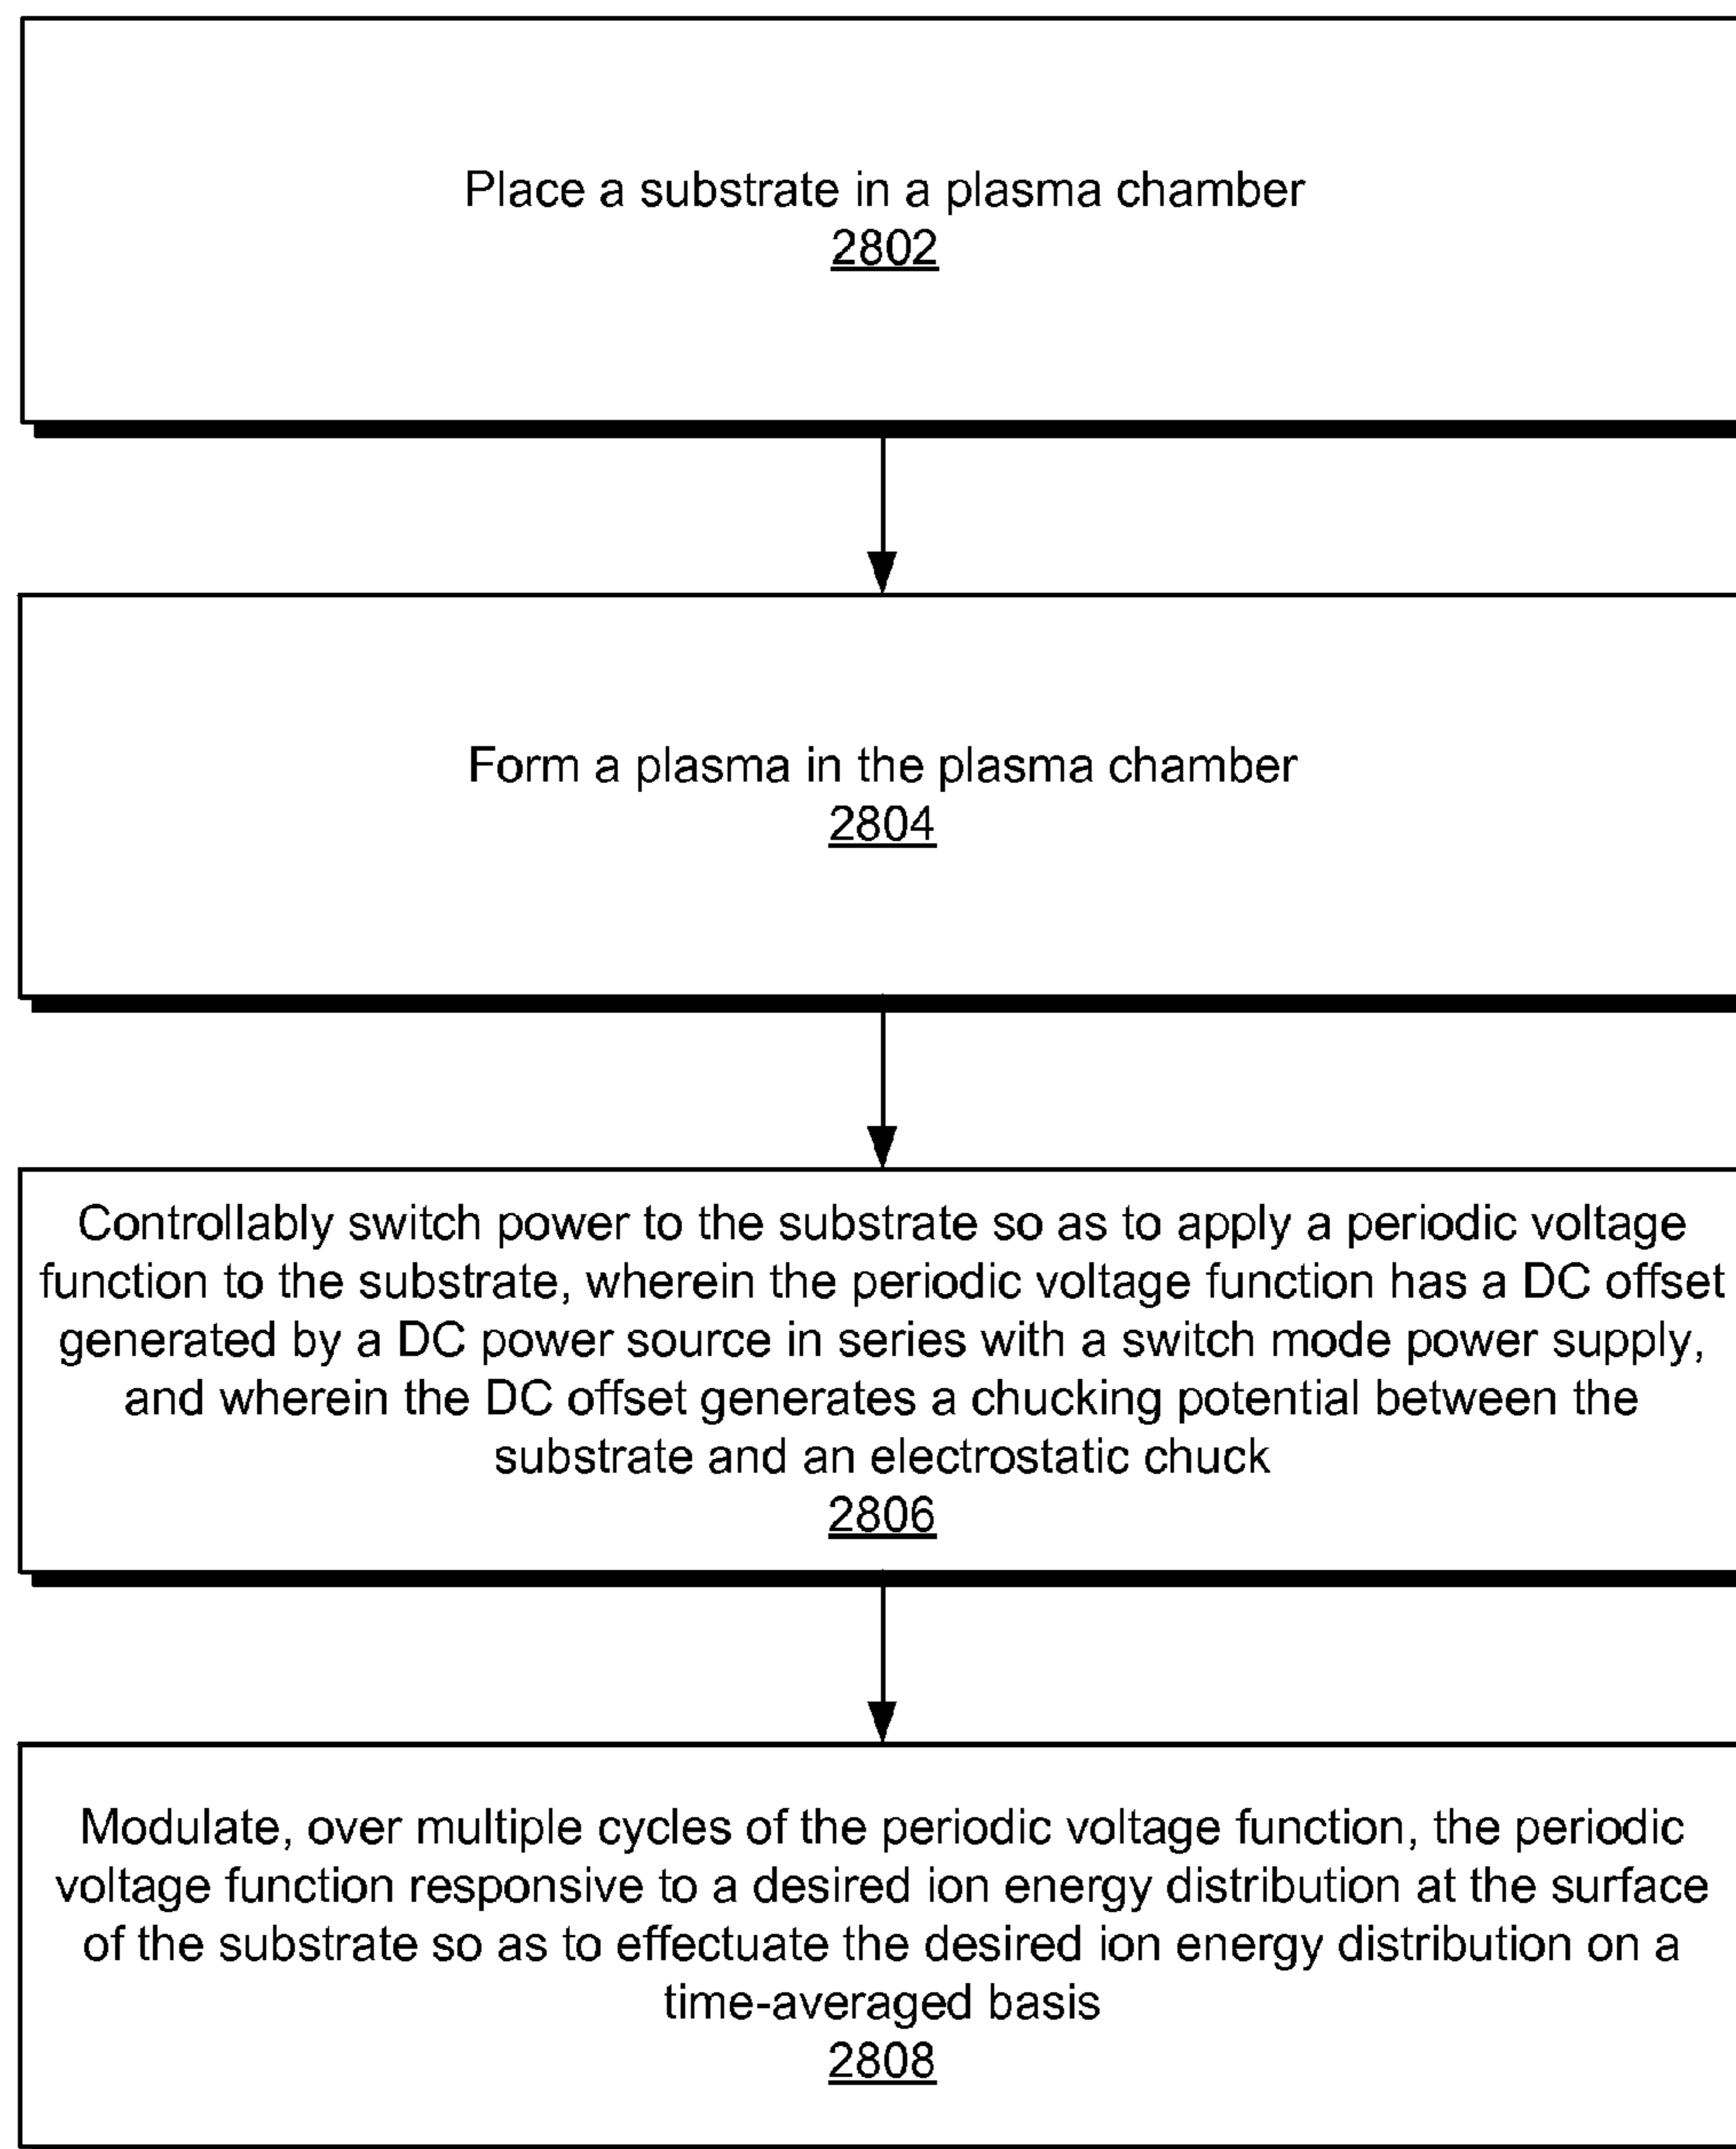 Place a substrate in a plasma chamber
2802
Form a plasma in the plasma chamber
2804
Controllably switch power to the substrate so as to apply a periodic voltage
function to the substrate, wherein the periodic voltage function has a DC offset
generated by a DC power source in series with a switch mode power supply,
and wherein the DC offset generates a chucking potential between the
substrate and an electrostatic chuck
2806
Modulate, over multiple cycles of the periodic voltage function, the periodic
voltage function responsive to a desired ion energy distribution at the surface
of the substrate so as to effectuate the desired ion energy distribution on a
time-averaged basis
2808